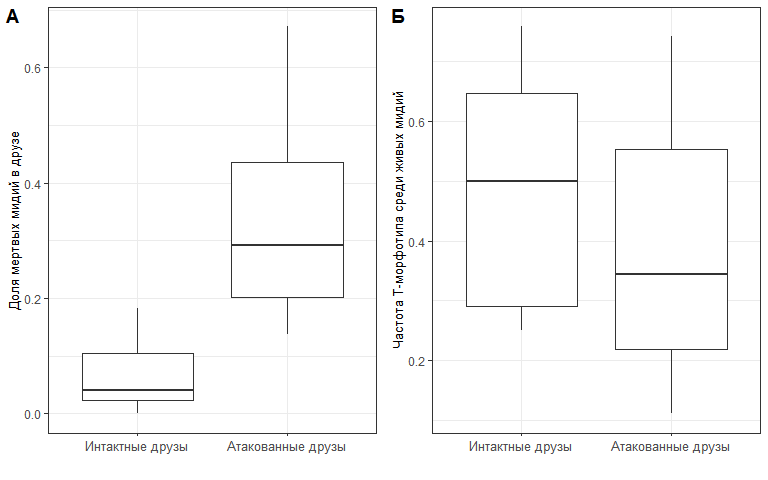 А
Доля мертвых мидий в друзе
0.6
0.4
0.2
0.0
Интактные друзы
Атакованные друзы
Б
Частота Т-морфотипа среди живых мидий
0.6
0.4
0.2
Интактные друзы
Атакованные друзы